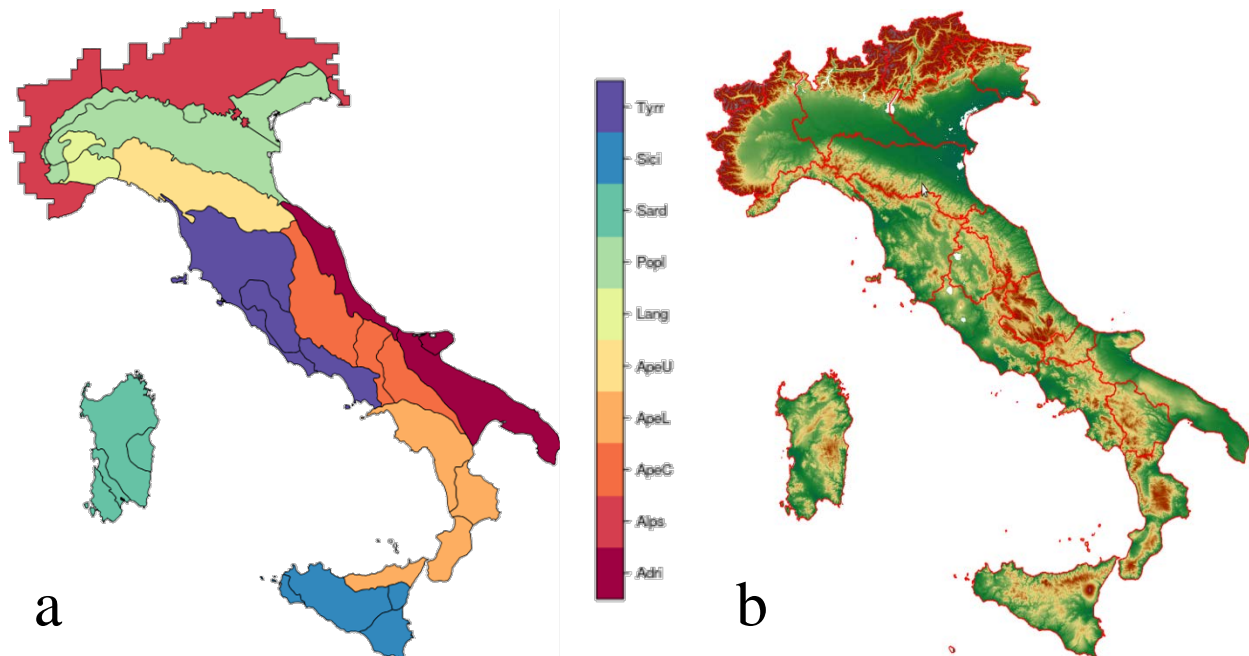 Tyrr
Sici
Sard
Popl
Lang
ApeU
ApeL
ApeC
Alps
Adri
a
b